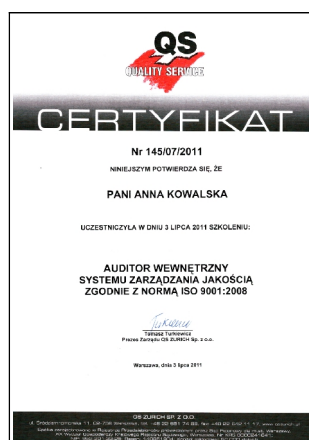 QS
QUALITY SERVICE
CERTYFIKAT
Nr 145/07/2011
NINIEJSZYM POTWIERDZA SIĘ, ŻE
PANI ANNA KOWALSKA
UCZESTNICZYŁA W DNIU 3 LIPCA 2011 SZKOLENIU:
AUDITOR WEWNĘTRZNY
SYSTEMU ZARZĄDZANIA JAKOŚCIĄ
ZGODNIE Z NORMĄ ISO 9001:2008
Tomasz Turkiewicz
Prezes Zarządu QS ZURICH Sp. z o.o.
Warszawa, dnia 3 lipca 2011
QS ZURICH SP. Z O.O.